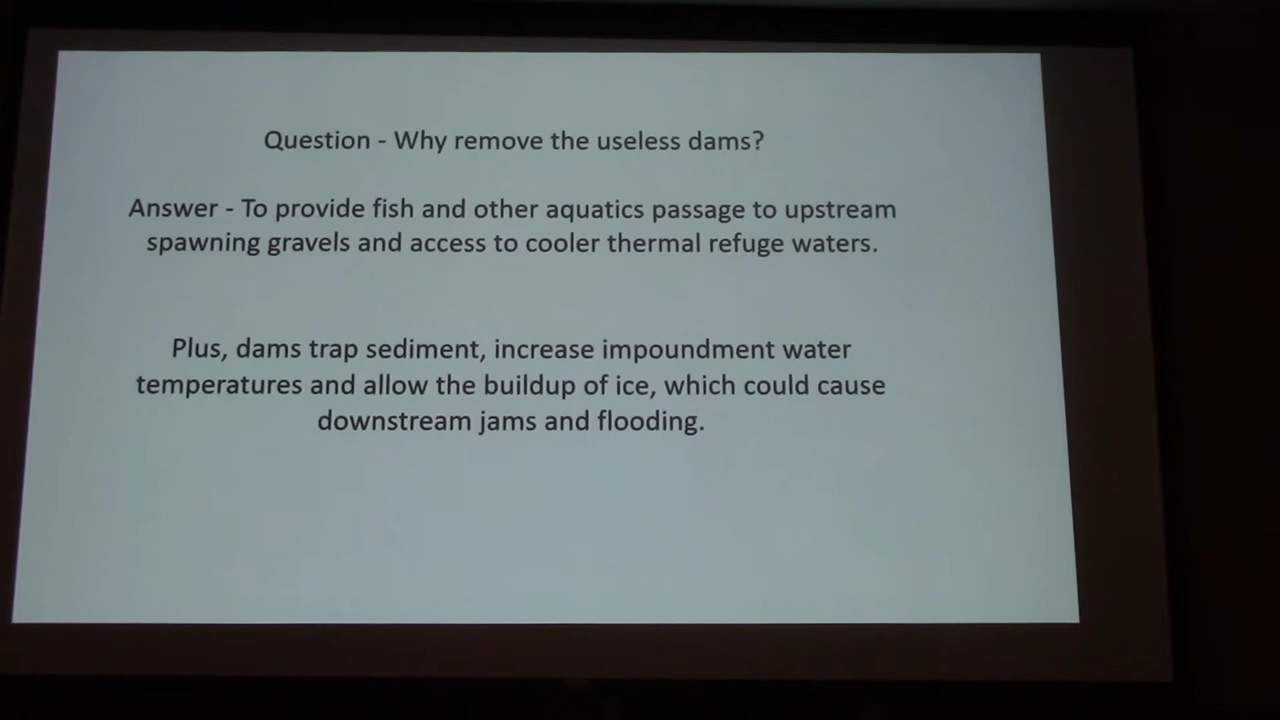 Question - Why remove the useless dams?
Answer - To provide fish and other aquatics passage to upstream
spawning gravels and access to cooler thermal refuge waters.
Plus, dams trap sediment, increase impoundment water
temperatures and allow the buildup of ice, which could cause
downstream jams and flooding.